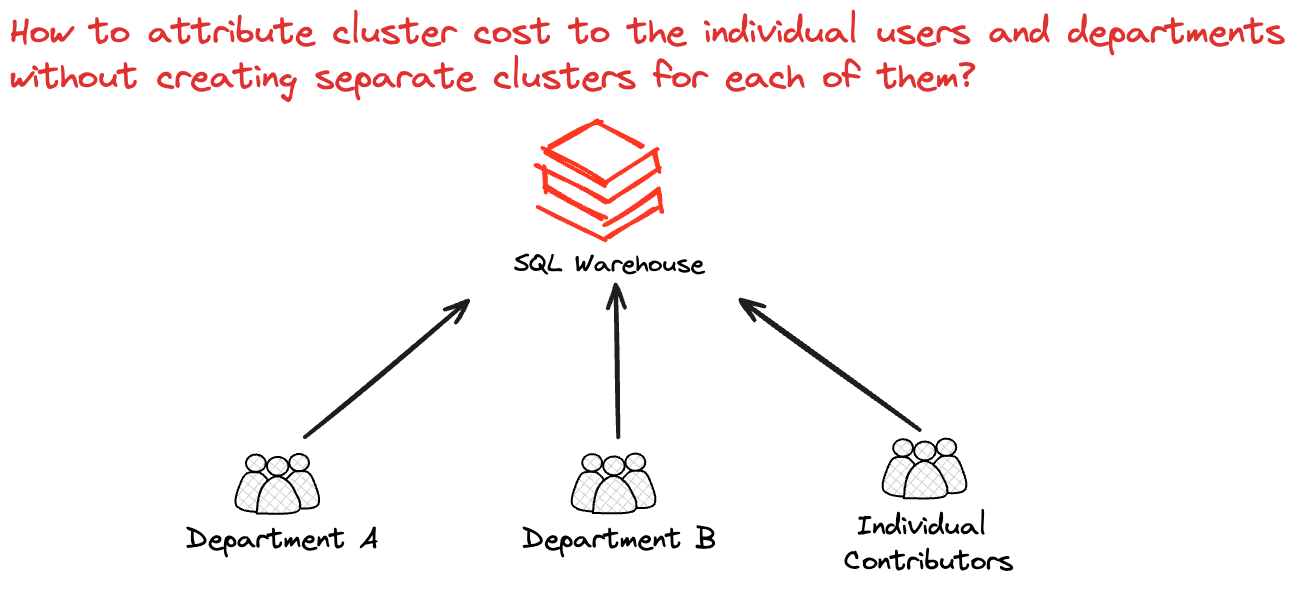 How to attribute cluster cost to the individual users and departments
without creating separate clusters for each of them?
SQL Warehouse
Department A
Department B
Individual
Contributors